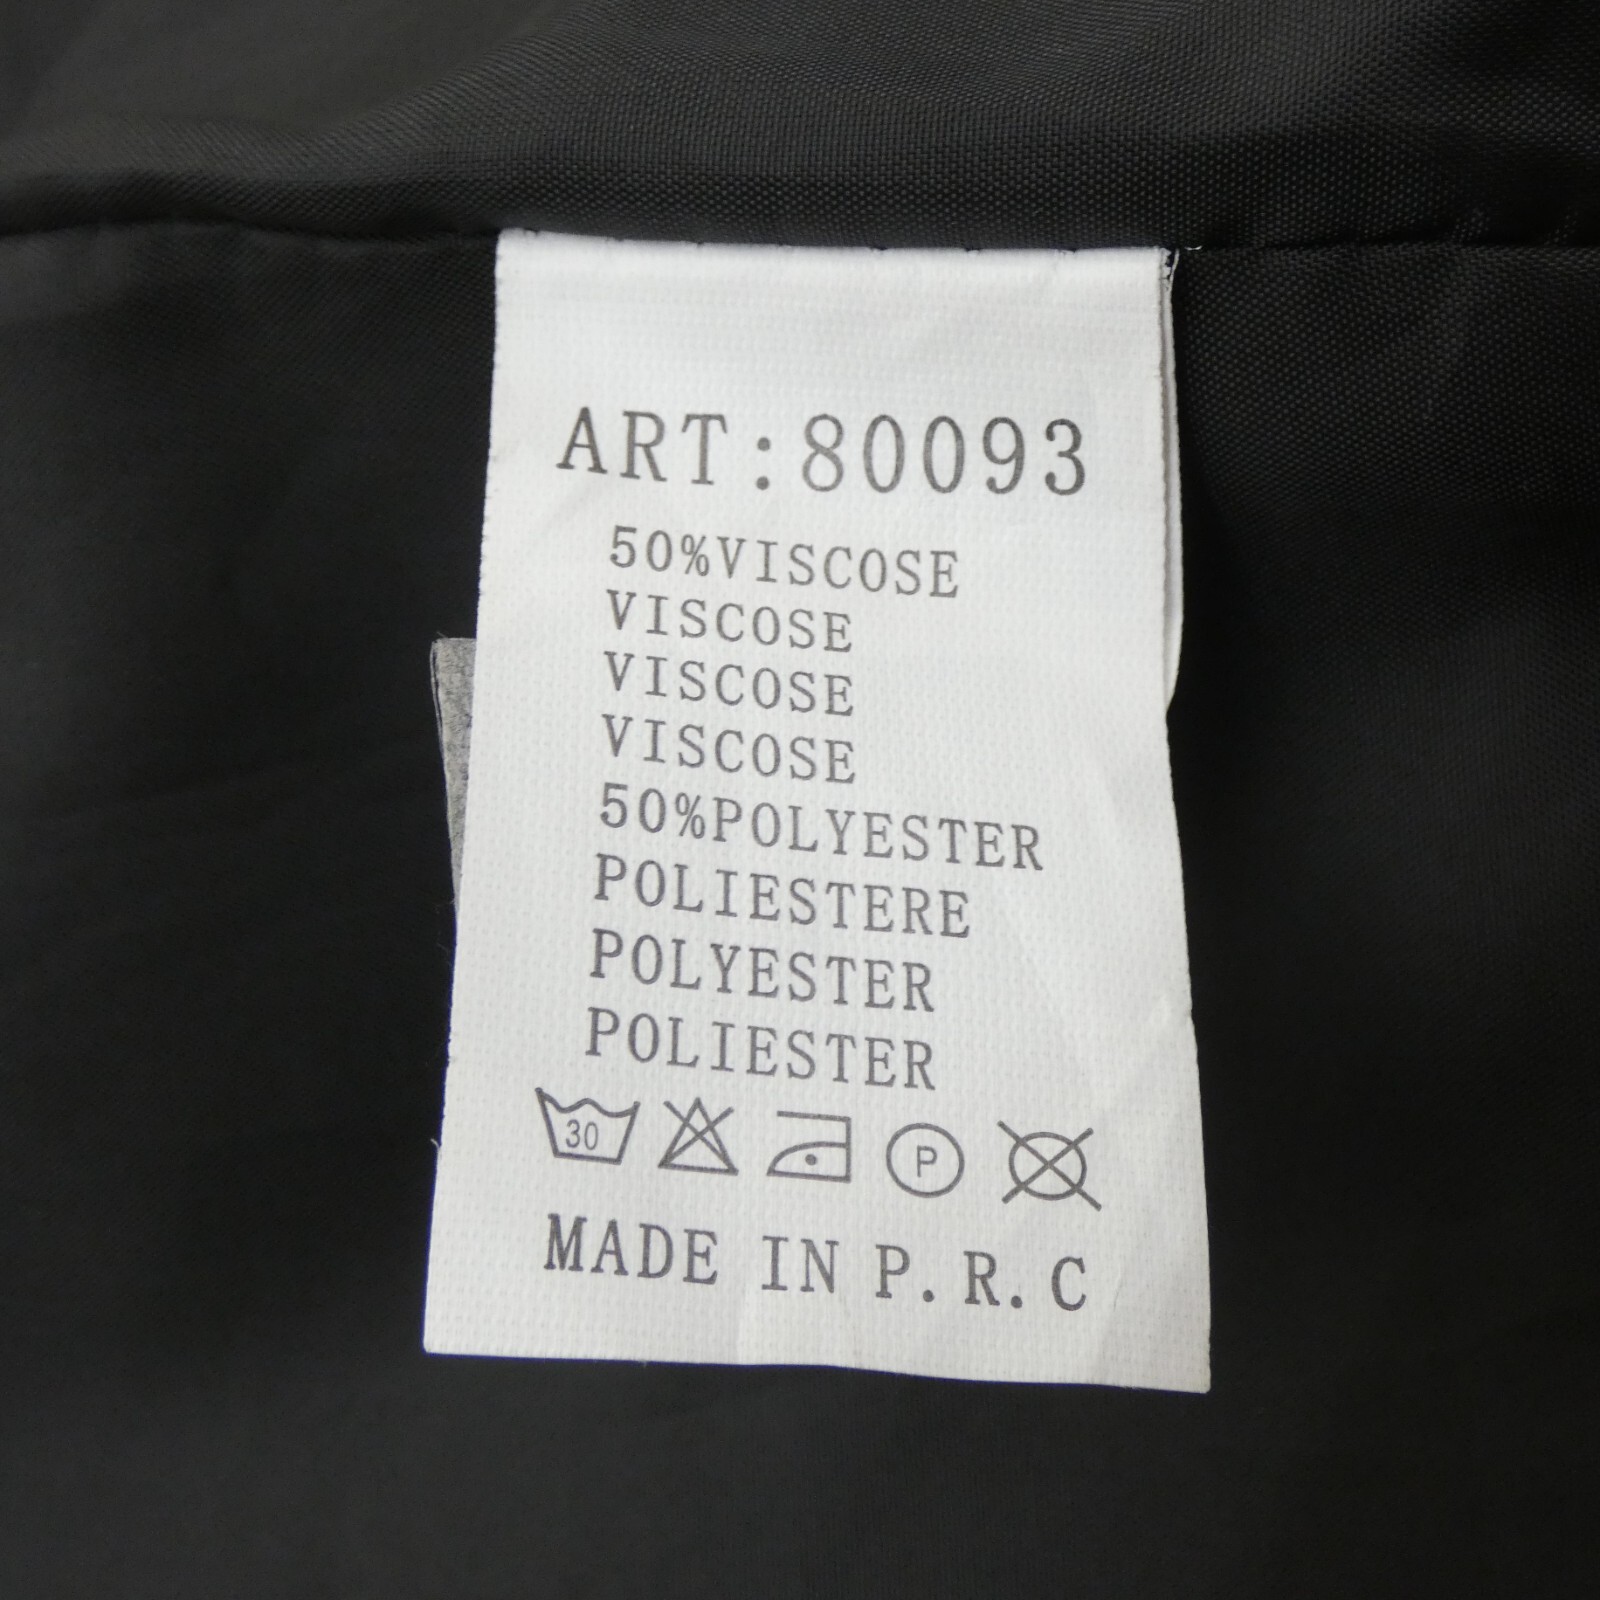 ART:80093
50%VISCOSE
VISCOSE
VISCOSE
VISCOSE
50%POLYESTER
POLIESTERE
POLYESTER
POLIESTER
30 P
MADE IN P.R.C